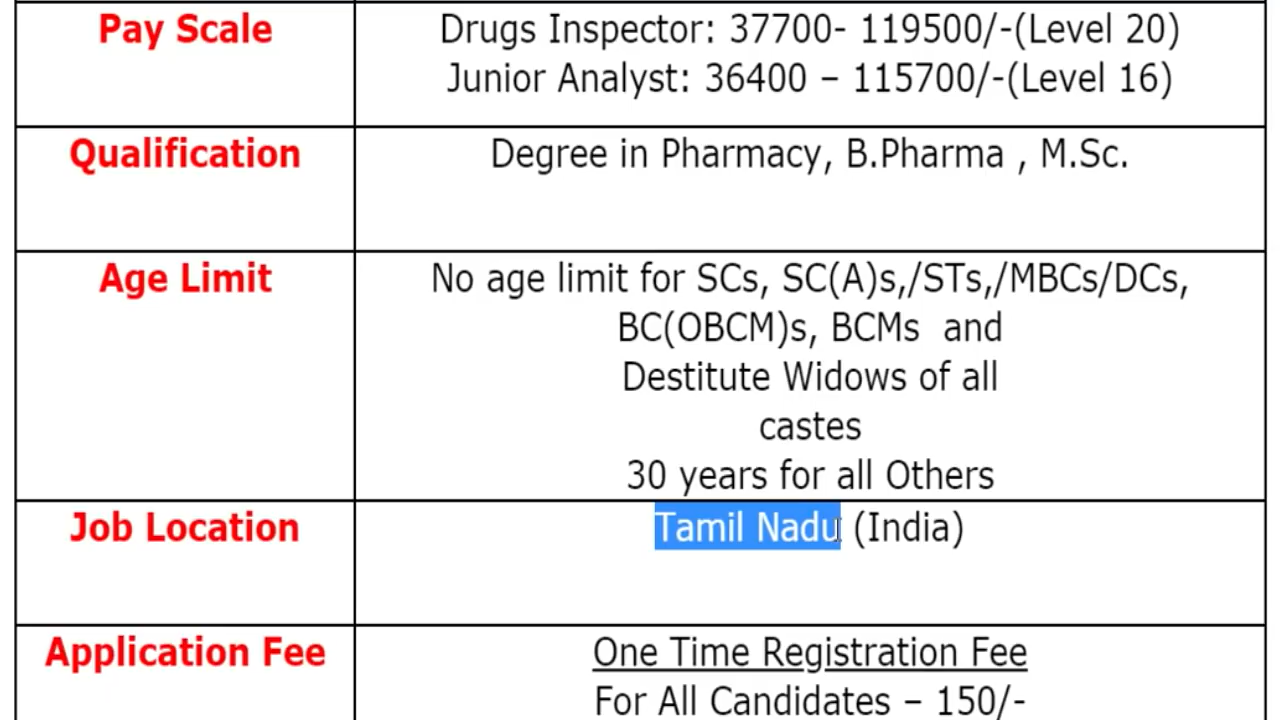 Pay Scale
Drugs Inspector: 37700- 119500/-(Level 20)
Junior Analyst: 36400 – 115700/-(Level 16)
Qualification
Degree in Pharmacy, B.Pharma , M.Sc.
Age Limit
No age limit for SCs, SC(A)s,/STs,/MBCs/DCs,
BC(OBCM)s, BCMs  and
Destitute Widows of all
castes
30 years for all Others
Job Location
Tamil Nadu (India)
Application Fee
One Time Registration Fee
For All Candidates – 150/-